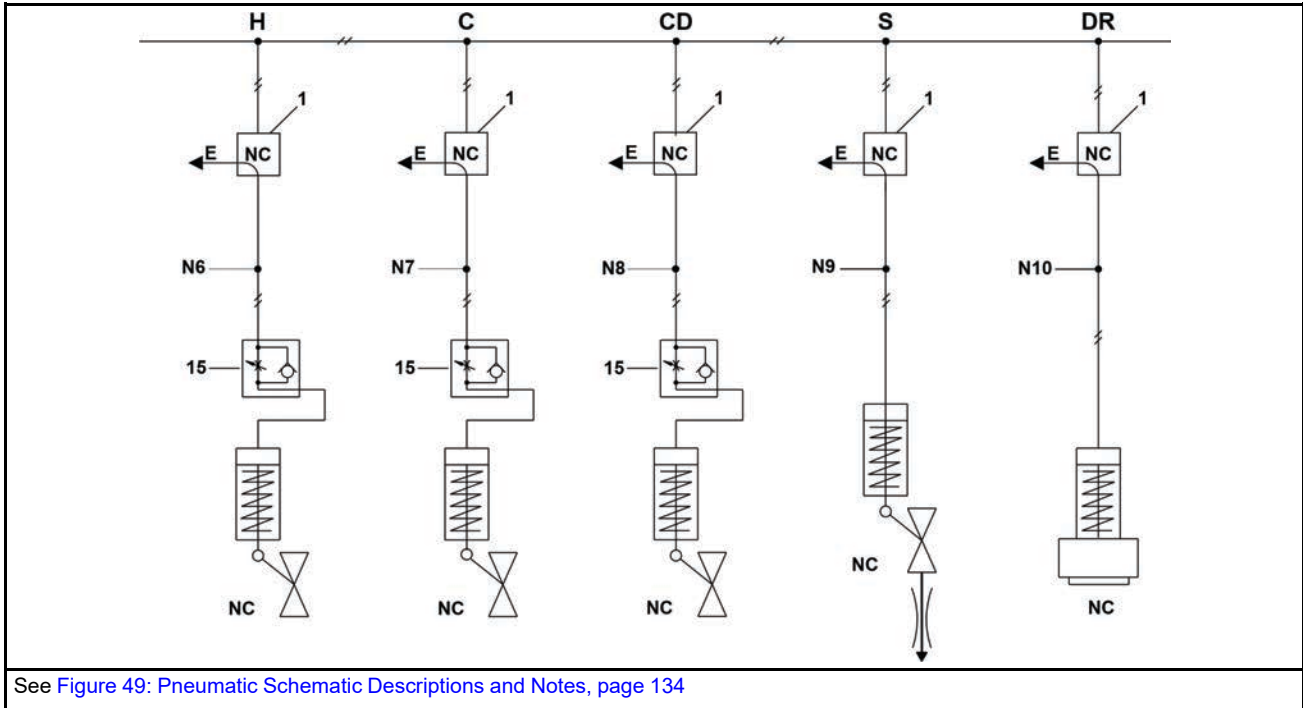 H C CD S DR
1 1 1 1 1
E NC E NC E NC E NC E NC
N6 N7 N8 N9 N10
15 15 15
NC
NC NC NC NC
See Figure 49: Pneumatic Schematic Descriptions and Notes, page 134